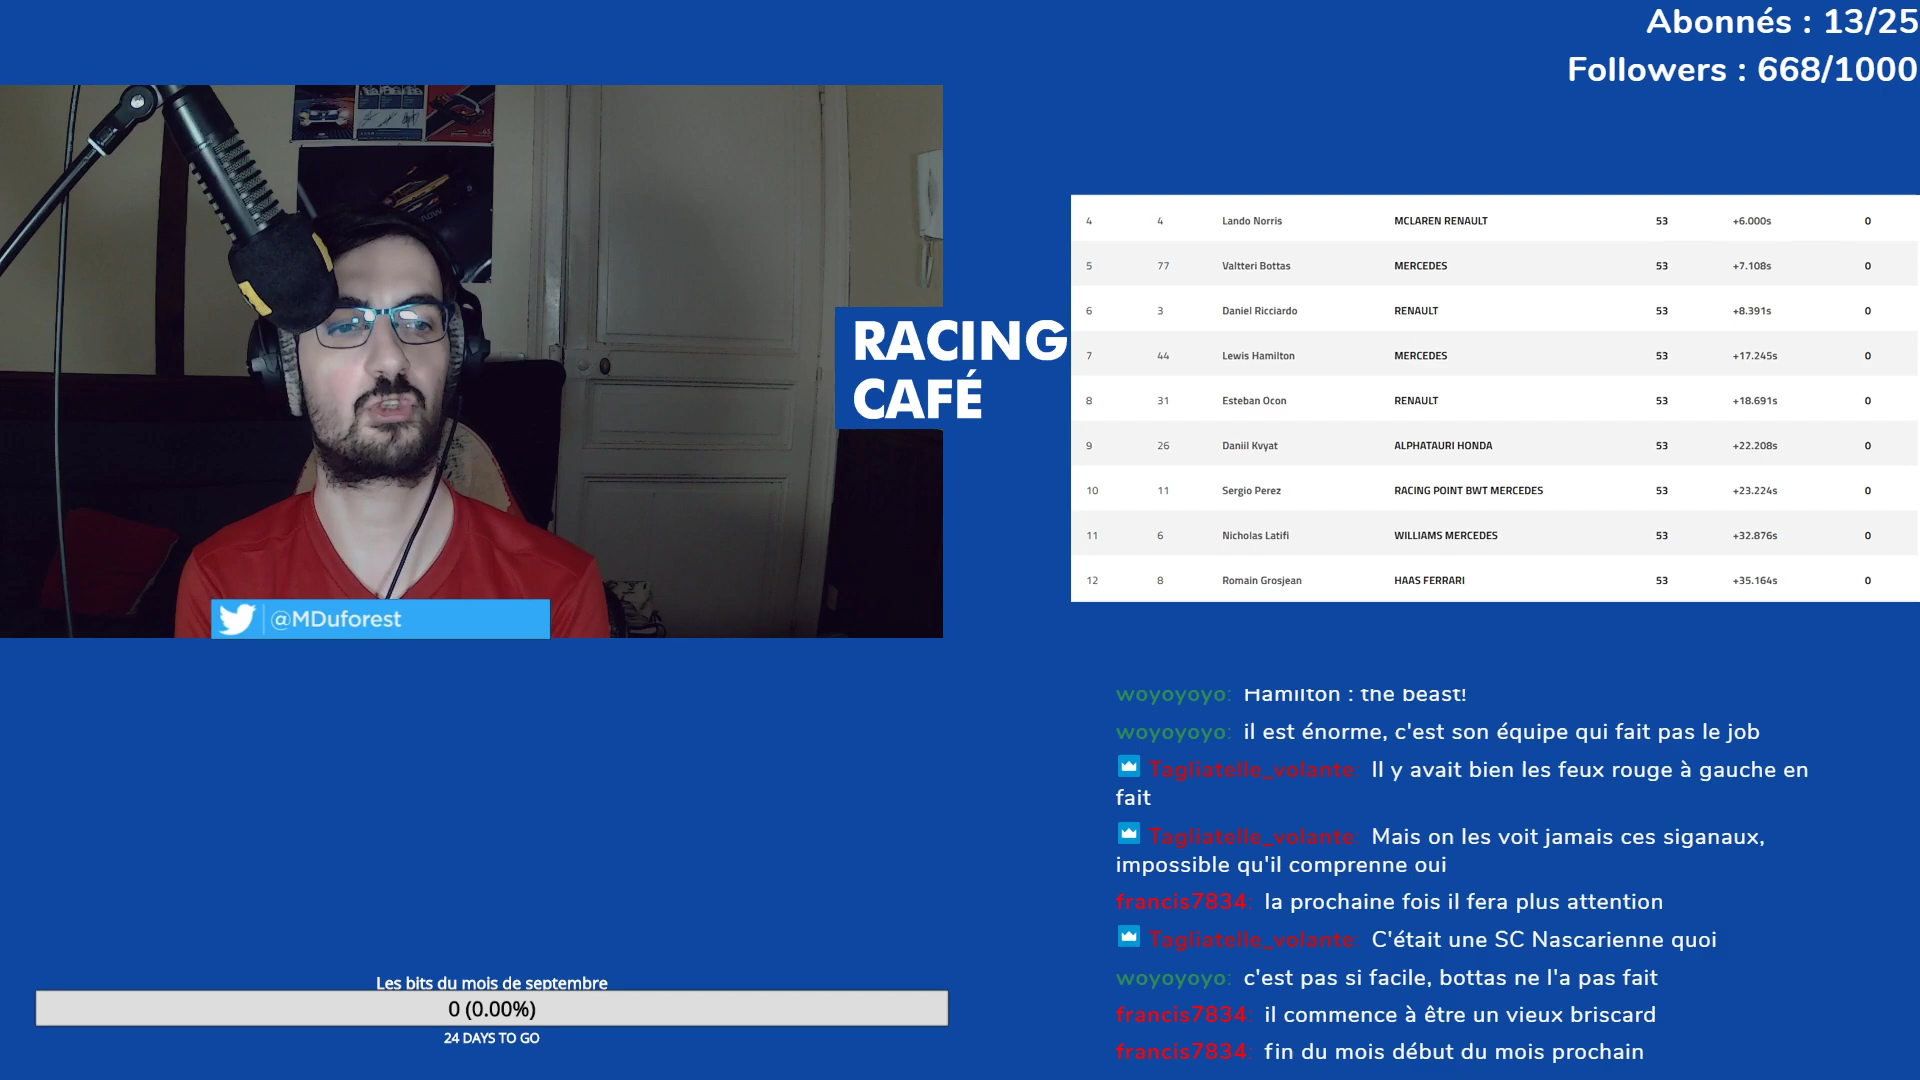 Abonnés : 13/25
Followers : 668/1000
RACING
CAFÉ
@MDuforest
4 4 Lando Norris MCLAREN RENAULT 53 +6.000s 0
5 77 Valtteri Bottas MERCEDES 53 +7.108s 0
6 3 Daniel Ricciardo RENAULT 53 +8.391s 0
7 44 Lewis Hamilton MERCEDES 53 +17.245s 0
8 31 Esteban Ocon RENAULT 53 +18.691s 0
9 26 Daniil Kvyat ALPHATAURI HONDA 53 +22.208s 0
10 11 Sergio Perez RACING POINT BWT MERCEDES 53 +23.224s 0
11 6 Nicholas Latifi WILLIAMS MERCEDES 53 +32.876s 0
12 8 Romain Grosjean HAAS FERRARI 53 +35.164s 0
woyoyoyo: Hamilton : the beast!
woyoyoyo: il est énorme, c'est son équipe qui fait pas le job
Tagliatelle_volante: Il y avait bien les feux rouge à gauche en
fait
Tagliatelle_volante: Mais on les voit jamais ces siganaux,
impossible qu'il comprenne oui
francis7834: la prochaine fois il fera plus attention
Tagliatelle_volante: C'était une SC Nascarienne quoi
woyoyoyo: c'est pas si facile, bottas ne l'a pas fait
francis7834: il commence à être un vieux briscard
francis7834: fin du mois début du mois prochain
Les bits du mois de septembre
0 (0.00%)
24 DAYS TO GO